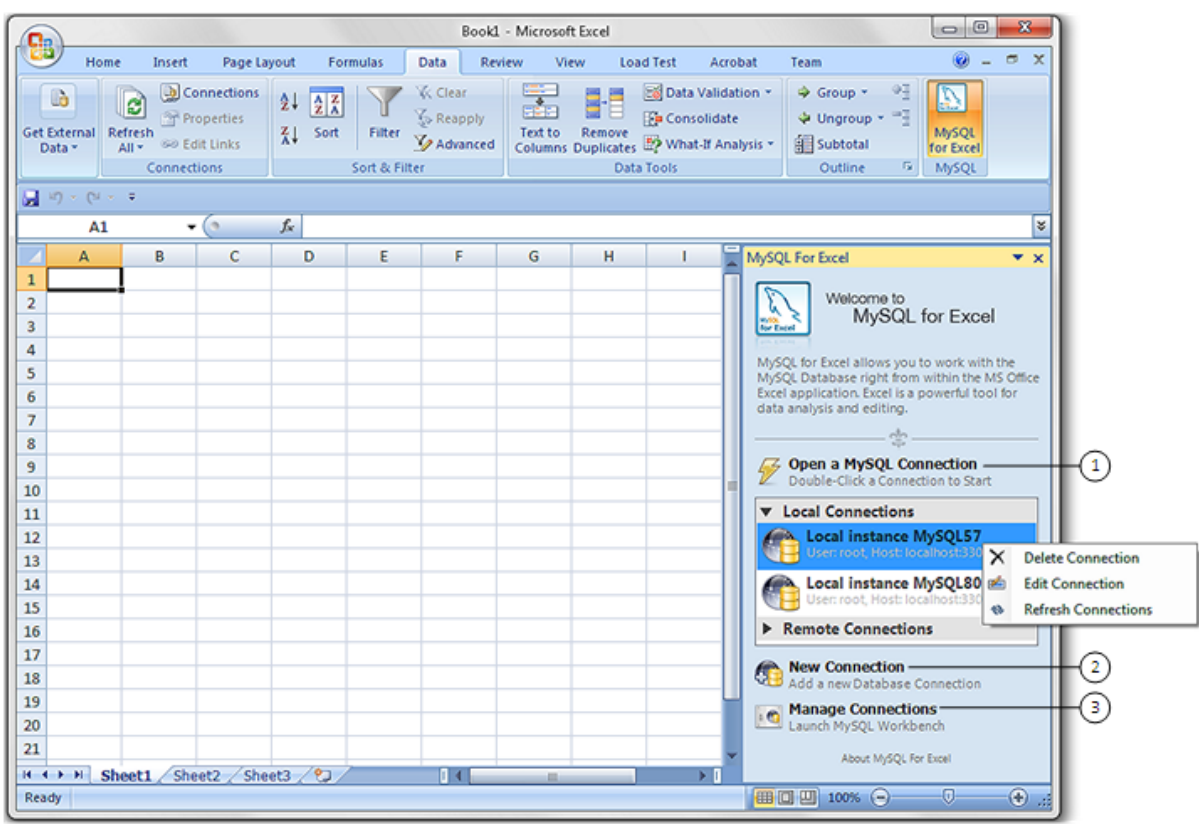 Book1 - Microsoft Excel
Home Insert Page Layout Formulas Data Review View Load Test Acrobat Team
Get External Data
Refresh All
Connections
Properties
Edit Links
Connections
Sort
Filter
Clear
Reapply
Advanced
Sort & Filter
Text to Columns
Remove Duplicates
Data Validation
Consolidate
What-If Analysis
Data Tools
Group
Ungroup
Subtotal
Outline
MySQL for Excel
MySQL
A1
fx
A B C D E F G H I
1
2
3
4
5
6
7
8
9
10
11
12
13
14
15
16
17
18
19
20
21
MySQL For Excel
Welcome to
MySQL for Excel
MySQL for Excel allows you to work with the
MySQL Database right from within the MS Office
Excel application. Excel is a powerful tool for
data analysis and editing.
Open a MySQL Connection
Double-Click a Connection to Start
1
Local Connections
Local instance MySQL57
User: root, Host: localhost:330
Local instance MySQL80
User: root, Host: localhost:330
Delete Connection
Edit Connection
Refresh Connections
Remote Connections
New Connection
Add a new Database Connection
2
Manage Connections
Launch MySQL Workbench
3
About MySQL For Excel
Sheet1 Sheet2 Sheet3
Ready
100%